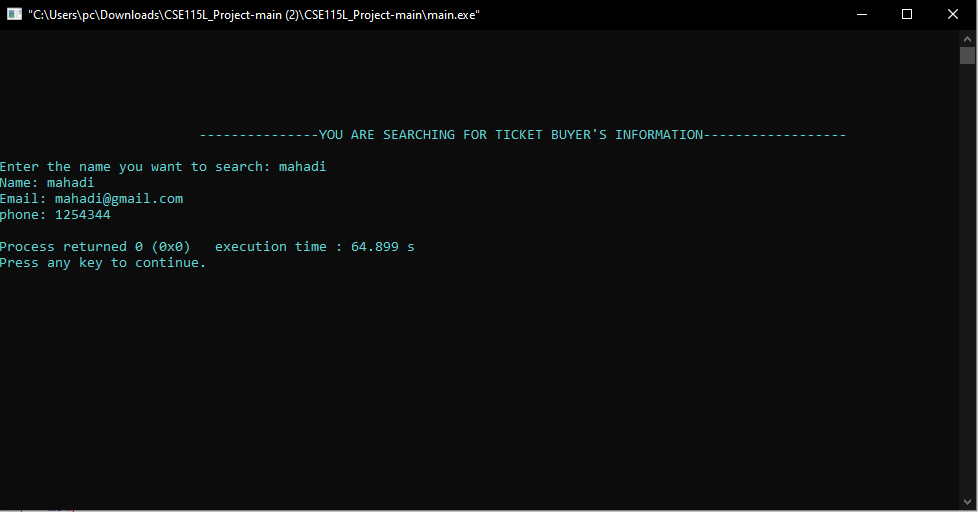 "C:\Users\pc\Downloads\CSE115L_Project-main (2)\CSE115L_Project-main\main.exe"
---------------YOU ARE SEARCHING FOR TICKET BUYER'S INFORMATION------------------
Enter the name you want to search: mahadi
Name: mahadi
Email: mahadi@gmail.com
phone: 1254344
Process returned 0 (0x0)   execution time : 64.899 s
Press any key to continue.